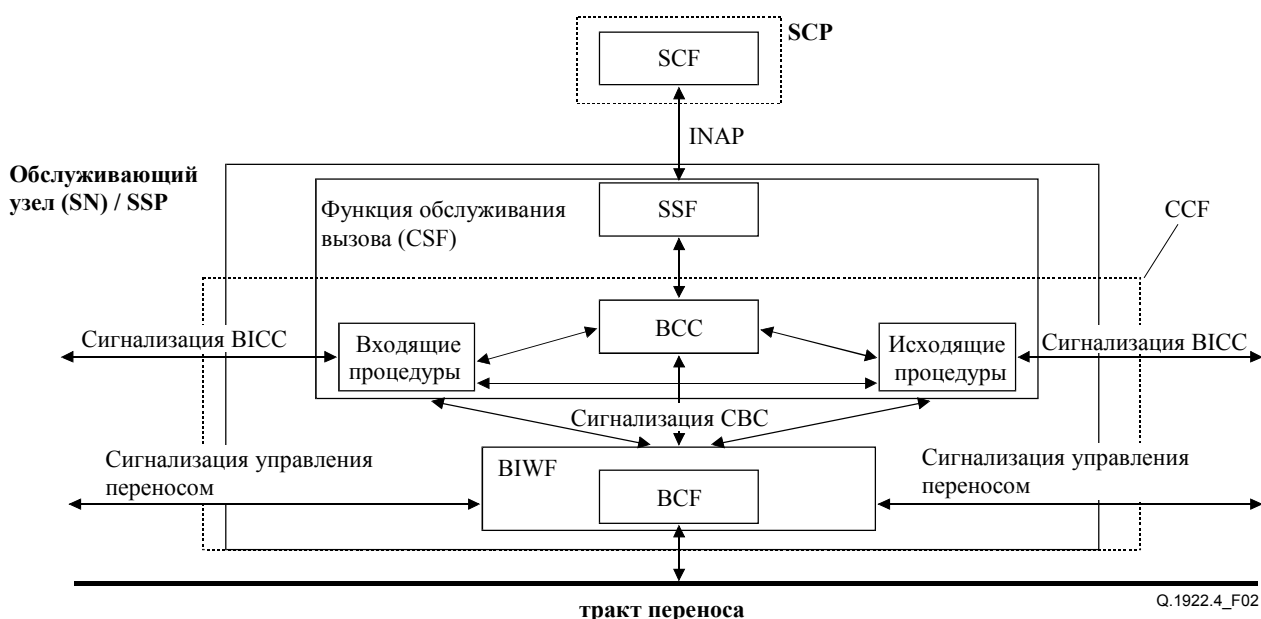 SCP
SCF
INAP
Обслуживающий
узел (SN) / SSP
Функция обслуживания
вызова (CSF)
SSF
CCF
BCC
Сигнализация BICC
Входящие
процедуры
Исходящие
процедуры
Сигнализация BICC
Сигнализация CBC
Сигнализация управления
переносом
BIWF
BCF
Сигнализация управления
переносом
тракт переноса
Q.1922.4_F02